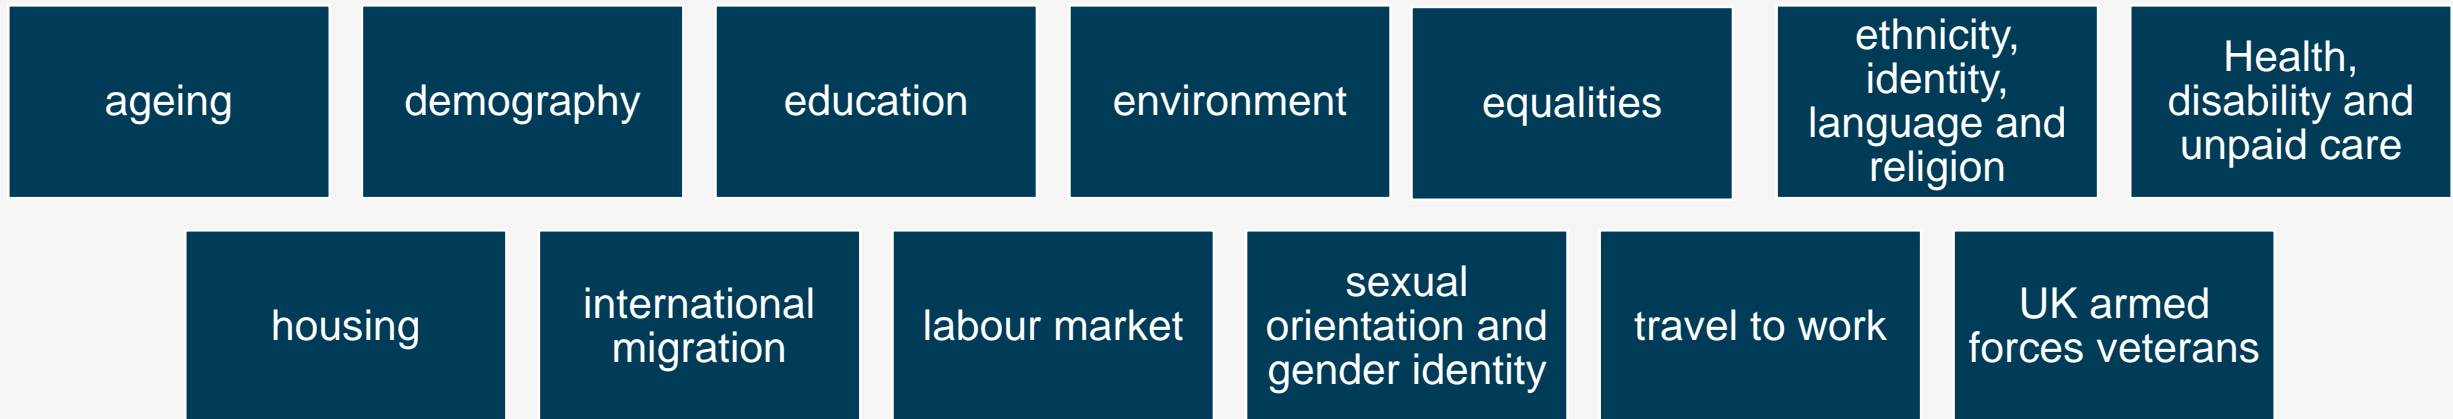 ageing
demography
education
environment
equalities
ethnicity,
identity,
language and
religion
Health,
disability and
unpaid care
housing
international
migration
labour market
sexual
orientation and
gender identity
travel to work
UK armed
forces veterans